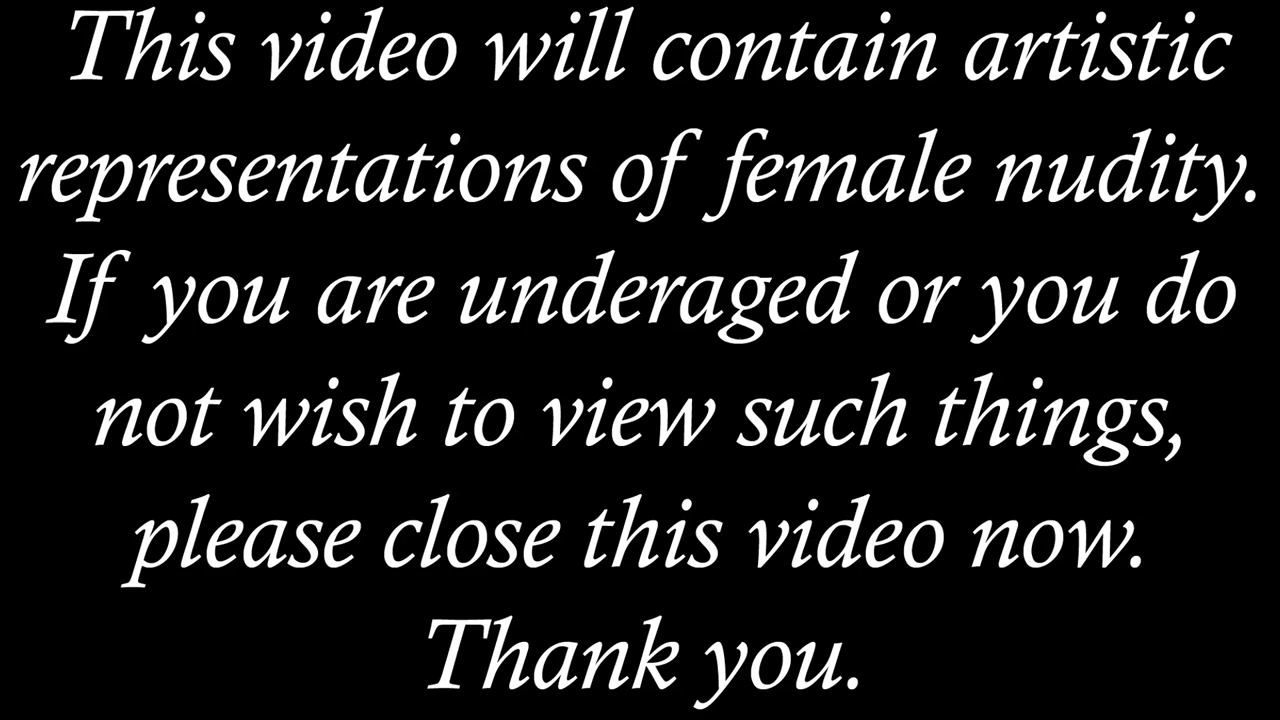 This video will contain artistic
representations of female nudity.
If you are underaged or you do
not wish to view such things,
please close this video now.
Thank you.